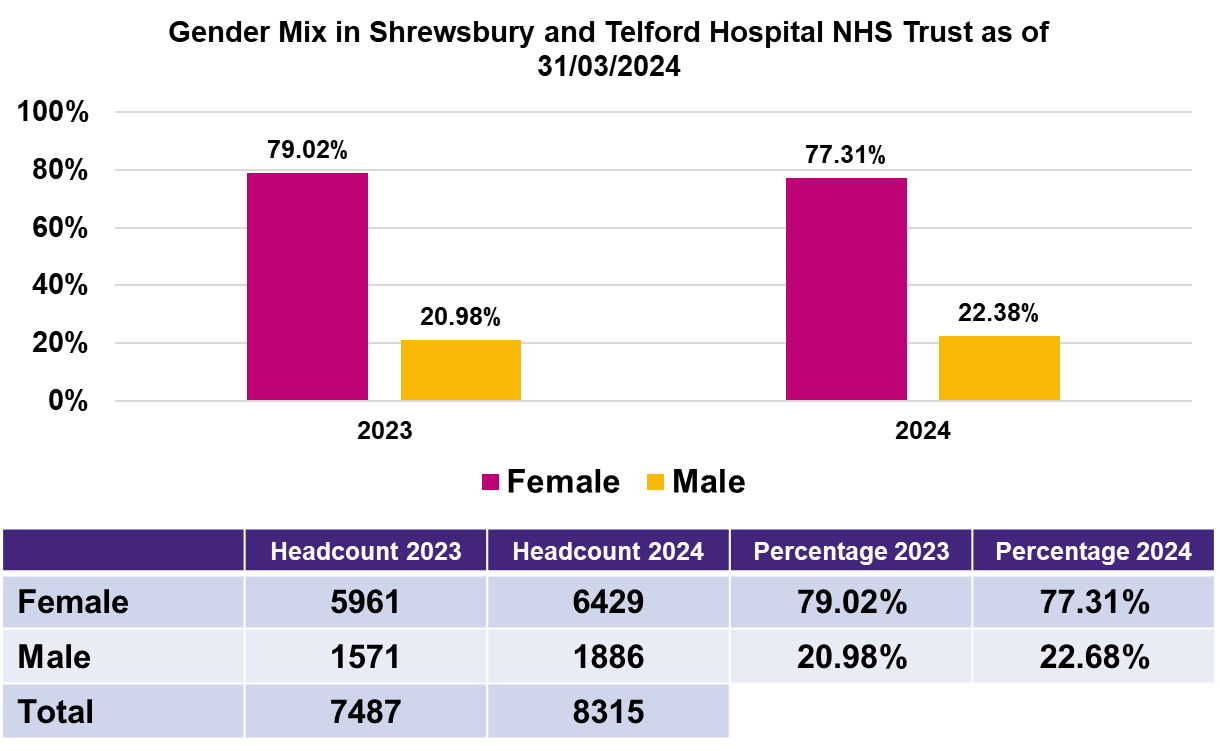 Gender Mix in Shrewsbury and Telford Hospital NHS Trust as of
31/03/2024
100%
80%
60%
40%
20%
0%
79.02%
20.98%
77.31%
22.38%
2023
2024
Female Male
Headcount 2023 Headcount 2024 Percentage 2023 Percentage 2024
Female 5961 6429 79.02% 77.31%
Male 1571 1886 20.98% 22.68%
Total 7487 8315